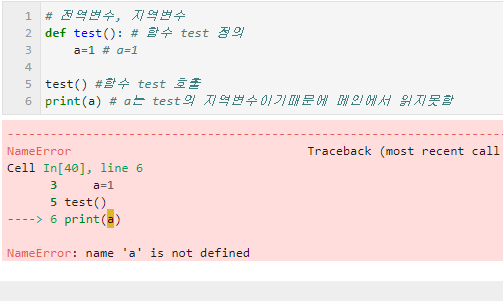 1 # 전역변수, 지역변수
2 def test(): # 함수 test 정의
3     a=1 # a=1
4
5 test() #함수 test 호출
6 print(a) # a는 test의 지역변수이기때문에 메인에서 읽지못함
---------------------------------------------------------------------------
NameError                                 Traceback (most recent call
Cell In[40], line 6
      3     a=1
      5 test()
----> 6 print(a)

NameError: name 'a' is not defined